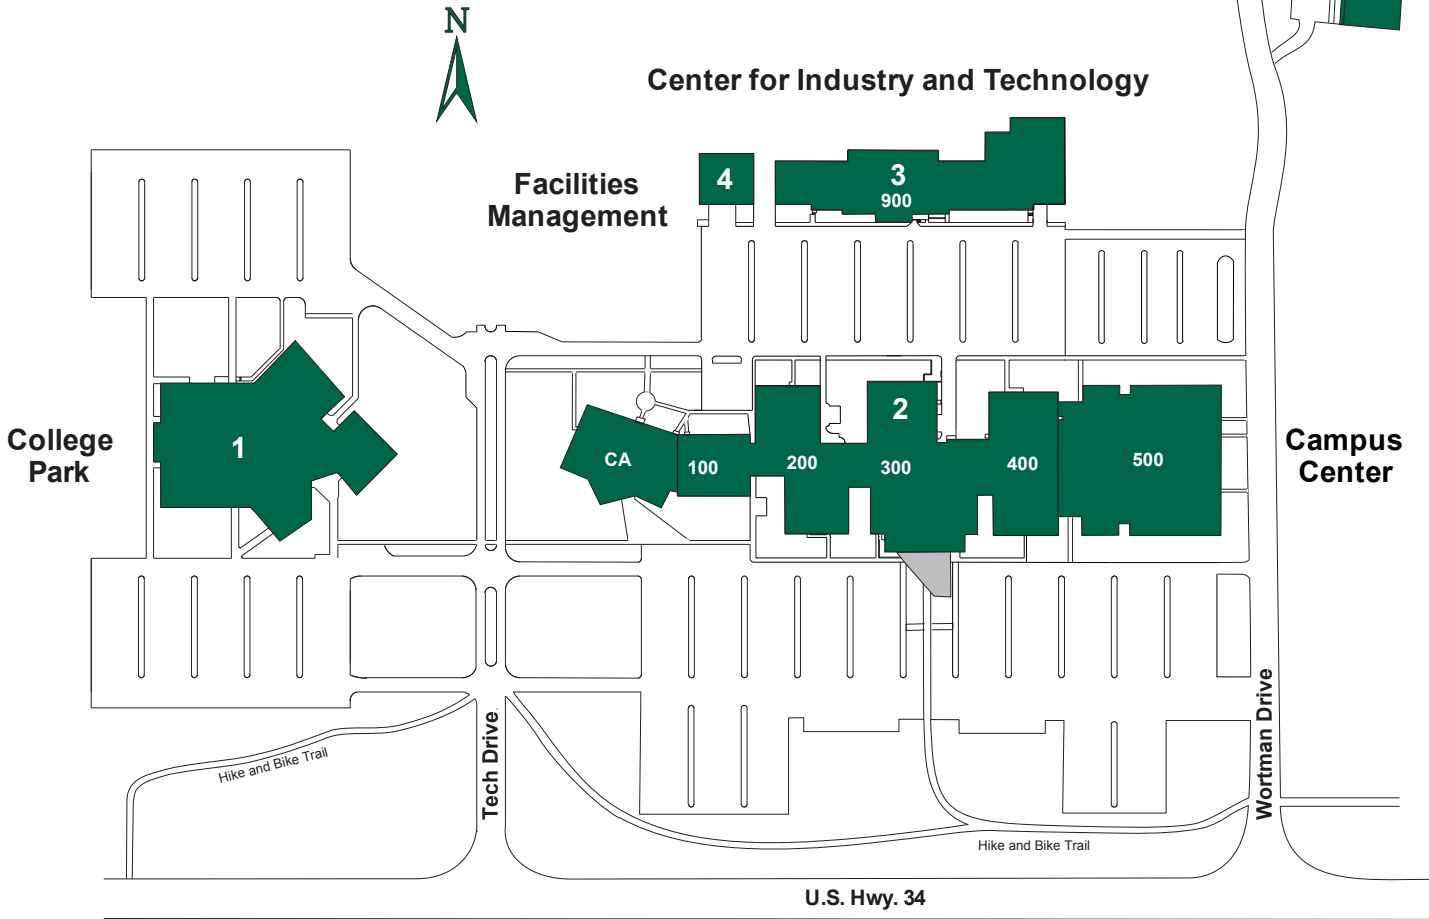 N
Center for Industry and Technology
Facilities
Management
4
3
900
College
Park
1
CA
100
200
2
300
400
500
Campus
Center
Hike and Bike Trail
Tech Drive
Wortman Drive
Hike and Bike Trail
U.S. Hwy. 34